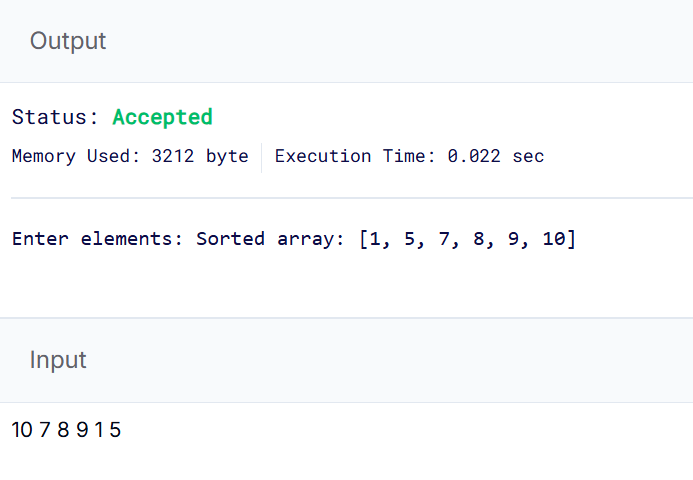 Output
Status: Accepted
Memory Used: 3212 byte Execution Time: 0.022 sec
Enter elements: Sorted array: [1, 5, 7, 8, 9, 10]
Input
10 7 8 9 1 5